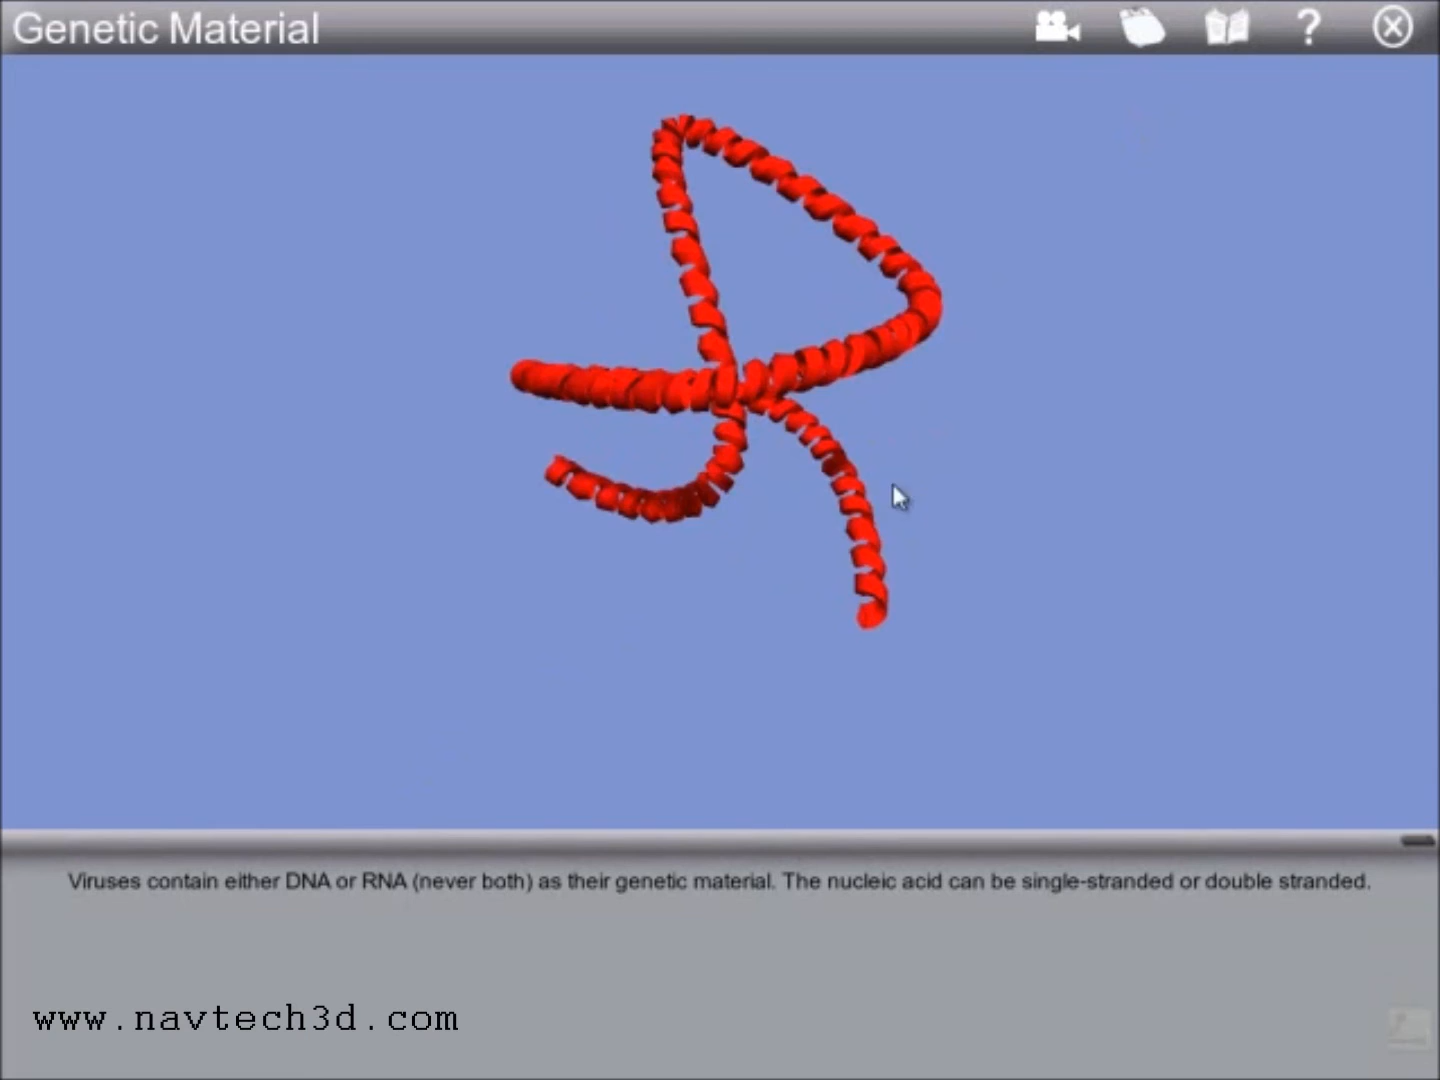 Genetic Material
?
Viruses contain either DNA or RNA (never both) as their genetic material. The nucleic acid can be single-stranded or double stranded.
www.navtech3d.com